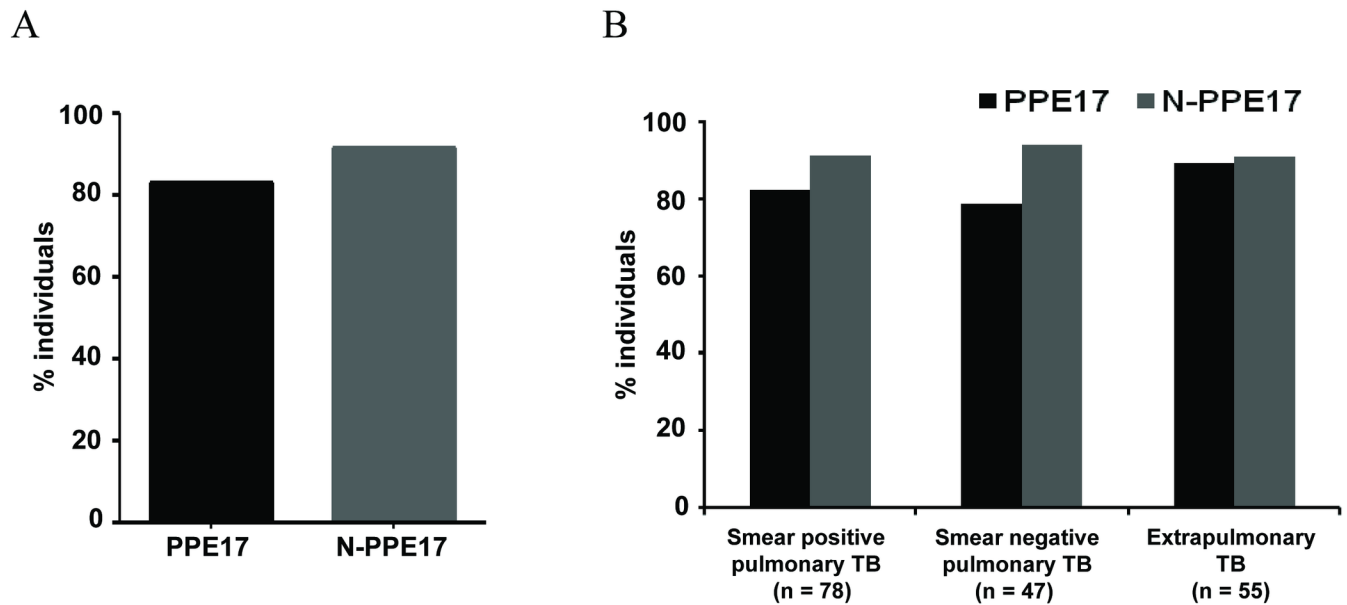 A
100
80
60
40
20
0
% individuals
PPE17
N-PPE17
B
PPE17
N-PPE17
100
80
60
40
20
0
% individuals
Smear positive
pulmonary TB
(n = 78)
Smear negative
pulmonary TB
(n = 47)
Extrapulmonary
TB
(n = 55)